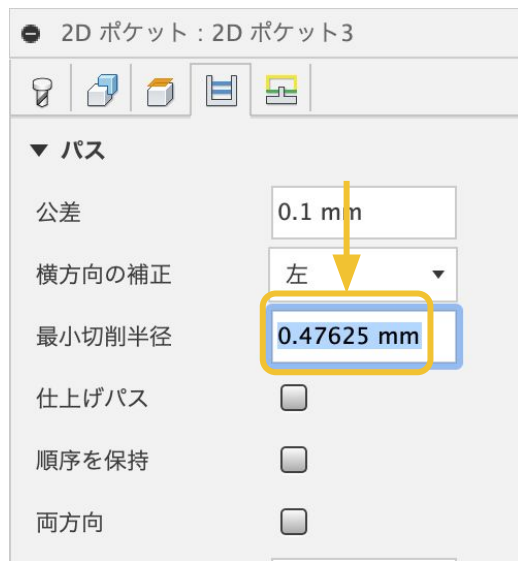 2D ポケット : 2D ポケット3
▼ パス
公差 0.1 mm
横方向の補正 左
最小切削半径 0.47625 mm
仕上げパス
順序を保持
両方向